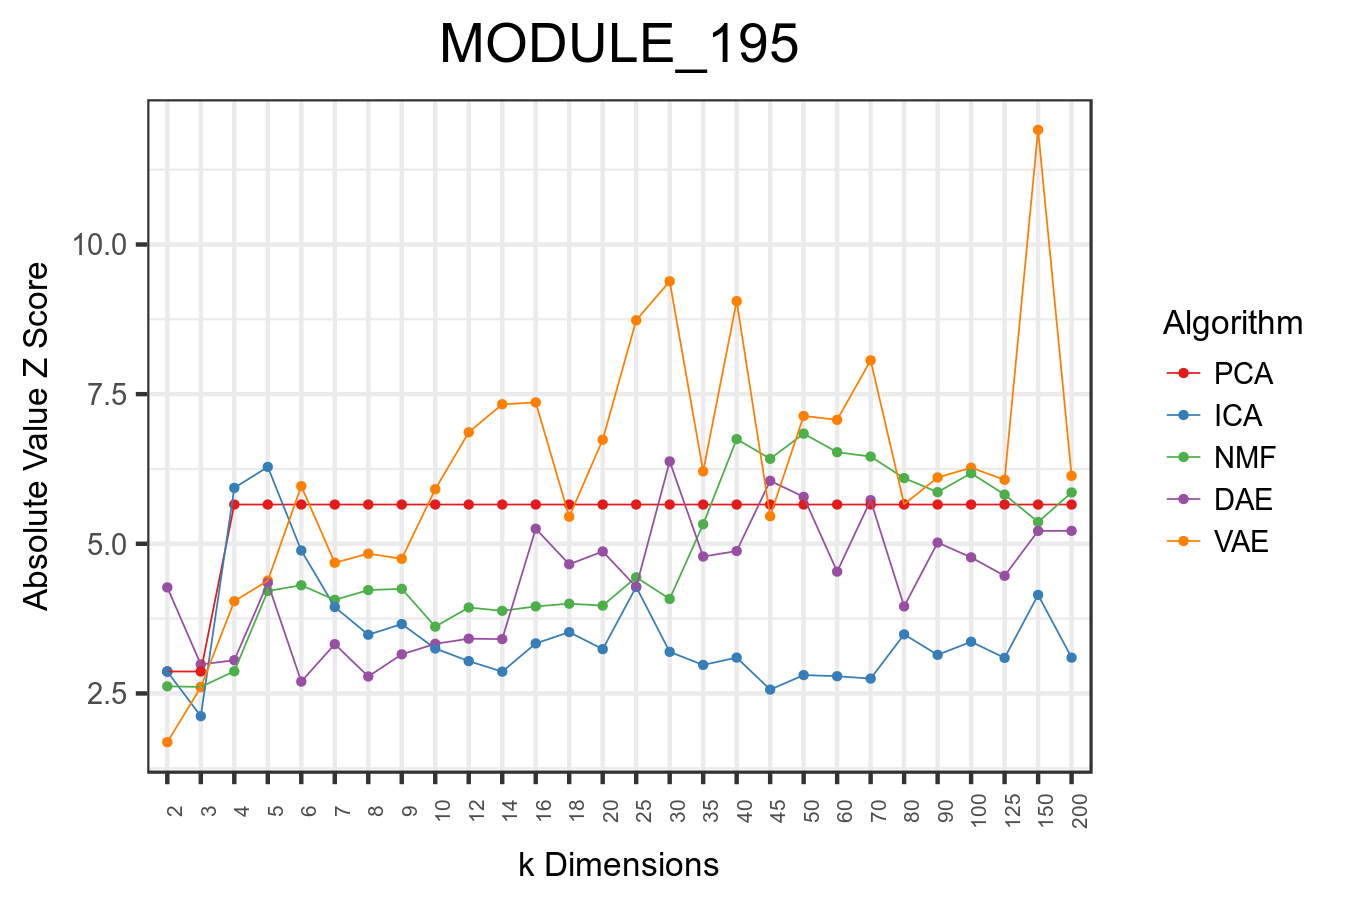 MODULE_195
Absolute Value Z Score
10.0
7.5
5.0
2.5
2 3 4 5 6 7 8 9 10 12 14 16 18 20 25 30 35 40 45 50 60 70 80 90 100 125 150 200
k Dimensions
Algorithm
PCA
ICA
NMF
DAE
VAE